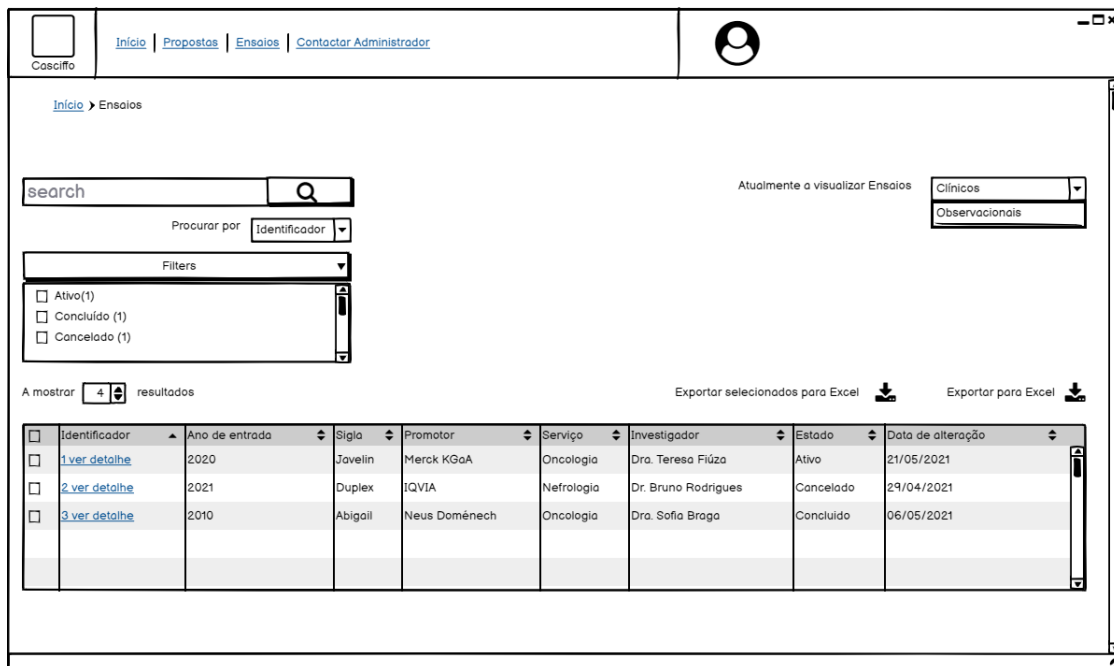 Casciffo
Início | Propostas | Ensaios | Contactar Administrador
Início > Ensaios
search
Atualmente a visualizar Ensaios Clínicos
Observacionais
Procurar por Identificador
Filters
Ativo(1)
Concluído (1)
Cancelado (1)
A mostrar 4 resultados
Exportar selecionados para Excel Exportar para Excel
Identificador Ano de entrada Sigla Promotor Serviço Investigador Estado Data de alteração
1 ver detalhe 2020 Javelin Merck KGaA Oncologia Dra. Teresa Fiúza Ativo 21/05/2021
2 ver detalhe 2021 Duplex IQVIA Nefrologia Dr. Bruno Rodrigues Cancelado 29/04/2021
3 ver detalhe 2010 Abigail Neus Domènech Oncologia Dra. Sofia Braga Concluido 06/05/2021